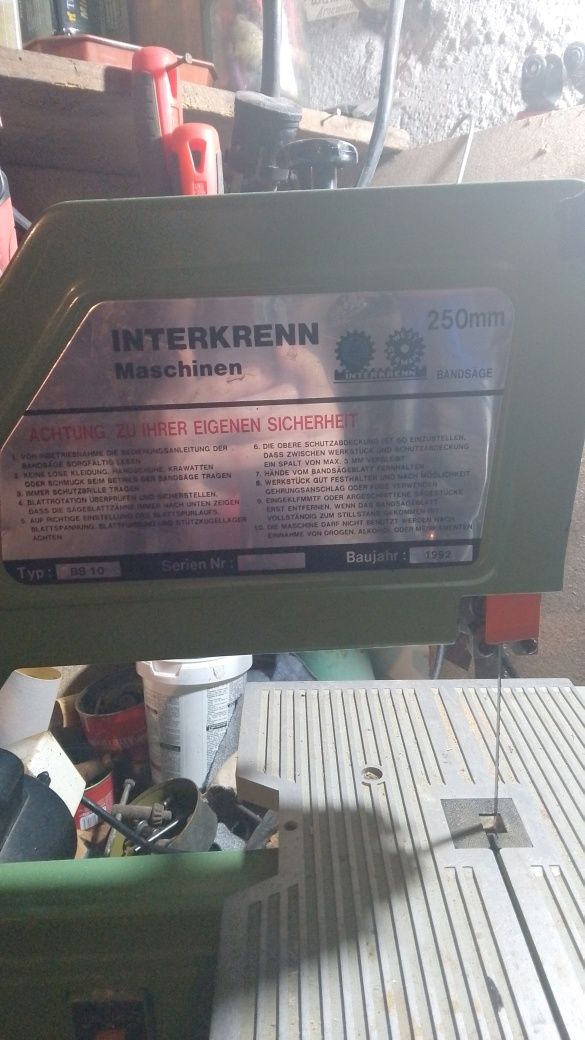 INTERKRENN
Maschinen
INTERKRENN
250mm
BANDSÄGE
ACHTUNG, ZU IHRER EIGENEN SICHERHEIT
1. VOR INBETRIEBNAHME DIE BEDIENUNGSANLEITUNG DER
BANDSÄGE SORGFÄLTIG LESEN
2. KEINE LOSE KLEIDUNG, HANDSCHUHE, KRAWATTEN
ODER SCHMUCK BEIM BETRIEB DER BANDSÄGE TRAGEN
3. IMMER SCHUTZBRILLE TRAGEN
4. BLATTROTATION ÜBERPRÜFEN UND SICHERSTELLEN,
DASS DIE SÄGEBLATTZÄHNE IMMER NACH UNTEN ZEIGEN
5. AUF RICHTIGE EINSTELLUNG DES BLATTSPURLAUFS,
BLATTSPANNUNG, BLATTFÜHRUNG UND STÜTZKUGELLAGER
ACHTEN
6. DIE OBERE SCHUTZABDECKUNG IST SO EINZUSTELLEN,
DASS ZWISCHEN WERKSTÜCK UND SCHUTZABDECKUNG
EIN SPALT VON MAX. 3 MM VERBLEIBT
7. HÄNDE VOM BANDSÄGEBLATT FERNHALTEN
8. WERKSTÜCK GUT FESTHALTEN UND NACH MÖGLICHKEIT
GEHRUNGSANSCHLAG ODER FÜHRUNG VERWENDEN
9. EINGEKLEMMTE ODER ABGESCHNITTENE SÄGESTÜCKE
ERST ENTFERNEN, WENN DAS BANDSÄGEBLATT
VOLLSTÄNDIG ZUM STILLSTAND GEKOMMEN IST
10. DIE MASCHINE DARF NICHT BENUTZT WERDEN NACH
EINNAHME VON DROGEN, ALKOHOL ODER MEDIKAMENTEN
Typ: BS 10
Serien Nr:
Baujahr: 1992